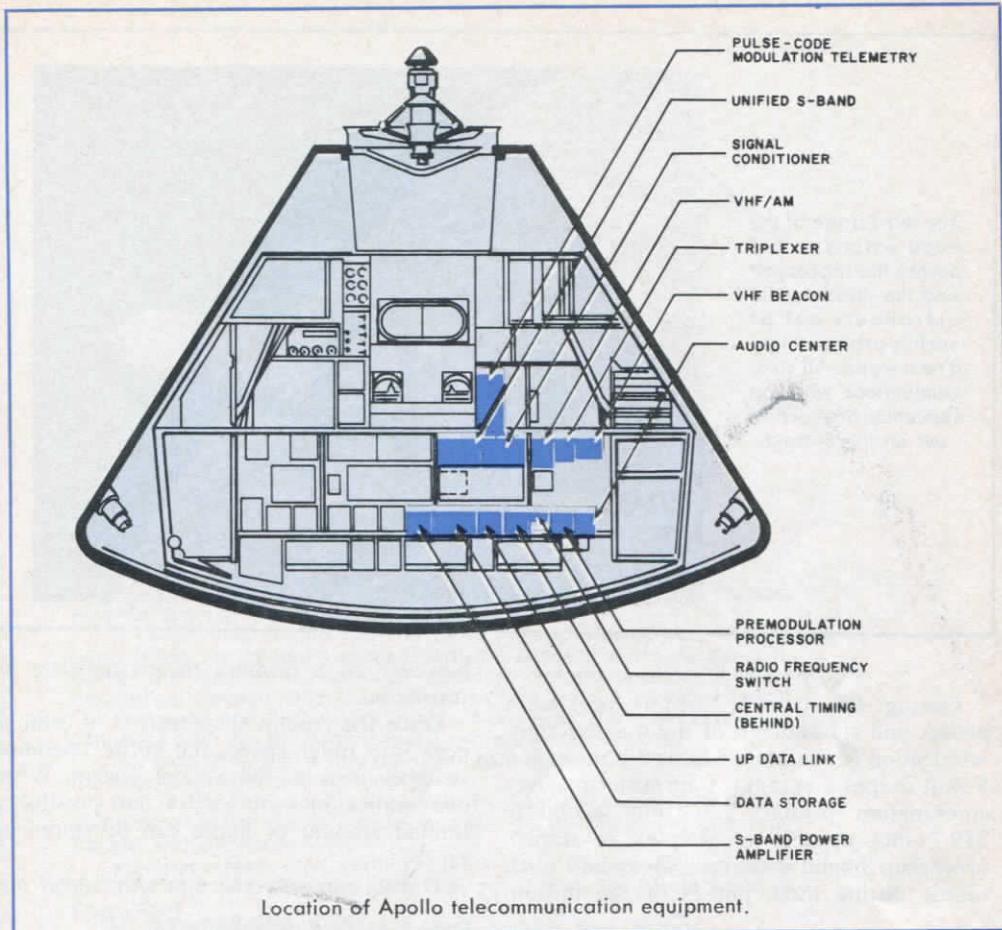 PULSE-CODE
MODULATION TELEMETRY
UNIFIED S-BAND
SIGNAL
CONDITIONER
VHF/AM
TRIPLEXER
VHF BEACON
AUDIO CENTER
PREMODULATION
PROCESSOR
RADIO FREQUENCY
SWITCH
CENTRAL TIMING
(BEHIND)
UP DATA LINK
DATA STORAGE
S-BAND POWER
AMPLIFIER
Location of Apollo telecommunication equipment.